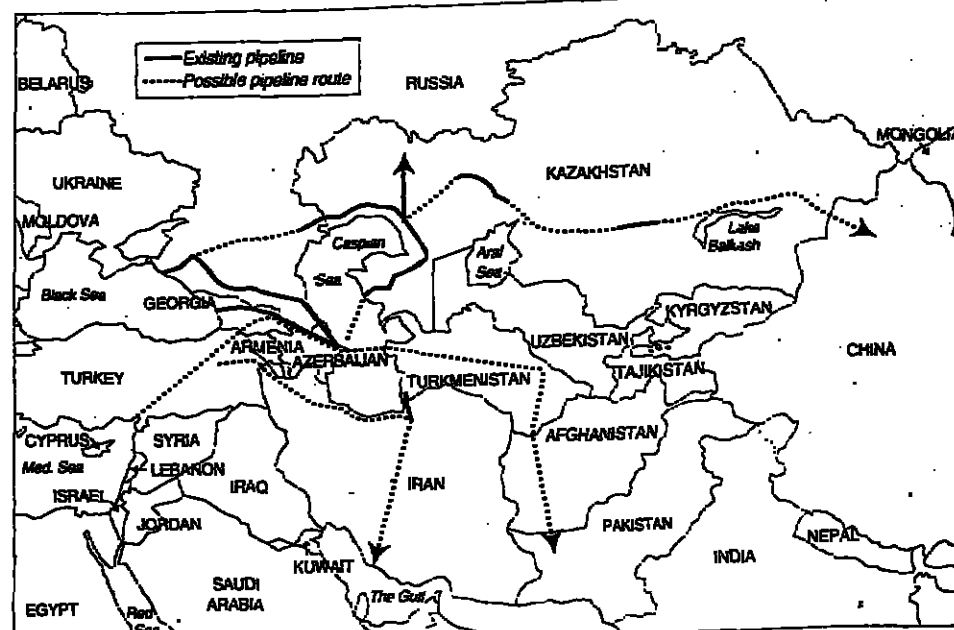 Existing pipeline
Possible pipeline route
BELARUS
RUSSIA
MONGOLI
UKRAINE
KAZAKHSTAN
MOLDOVA
Caspian
Sea
Aral
Sea
Lake
Balkash
Black Sea
GEORGIA
KYRGYZSTAN
UZBEKISTAN
ARMENIA
AZERBAIJAN
CHINA
TURKEY
TURKMENISTAN
TAJIKISTAN
CYPRUS
SYRIA
AFGHANISTAN
Med. Sea
LEBANON
ISRAEL
IRAQ
IRAN
JORDAN
PAKISTAN
KUWAIT
INDIA
NEPAL
SAUDI
ARABIA
The Gulf
EGYPT
Red
Sea